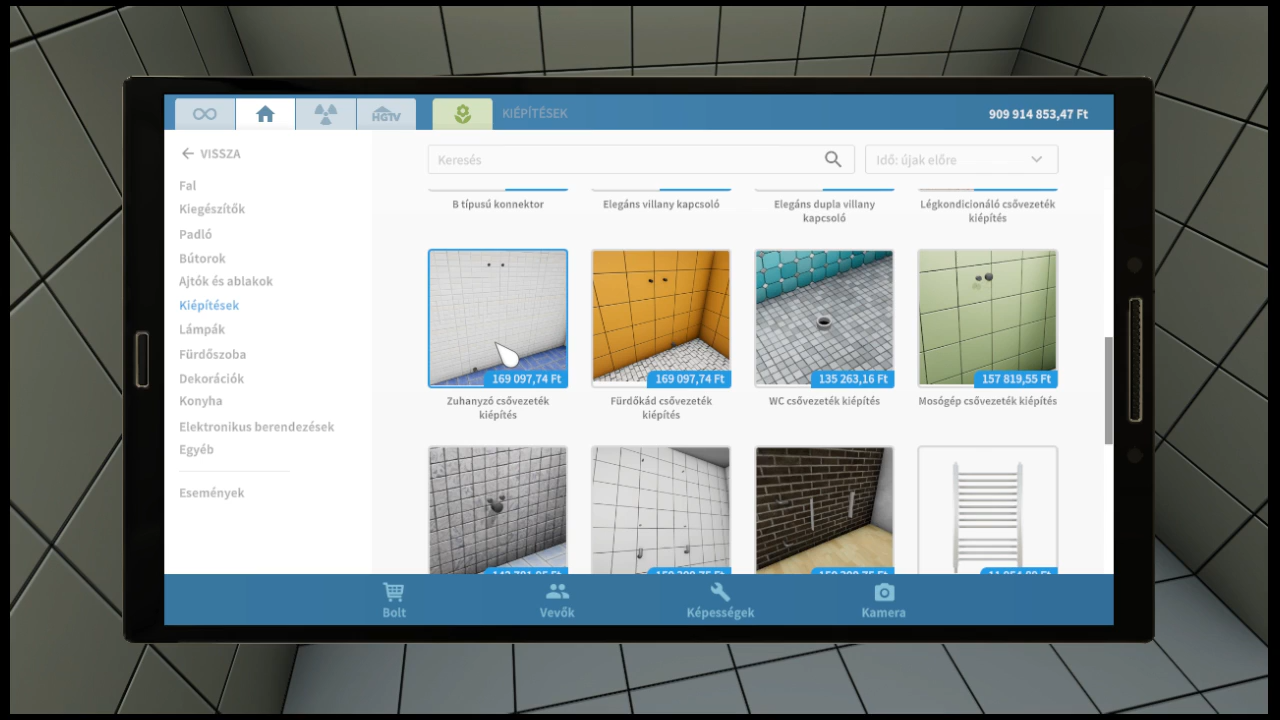 HGTV
KIÉPÍTÉSEK
909 914 853,47 Ft
VISSZA
Keresés
Idő: újak előre
Fal
Kiegészítők
Padló
Bútorok
Ajtók és ablakok
Kiépítések
Lámpák
Fürdőszoba
Dekorációk
Konyha
Elektronikus berendezések
Egyéb
Események
B típusú konnektor
Elegáns villany kapcsoló
Elegáns dupla villany
kapcsoló
Légkondicionáló csővezeték
kiépítés
169 097,74 Ft
169 097,74 Ft
135 263,16 Ft
157 819,55 Ft
Zuhanyzó csővezeték
kiépítés
Fürdőkád csővezeték
kiépítés
WC csővezeték kiépítés
Mosógép csővezeték kiépítés
Bolt
Vevők
Képességek
Kamera